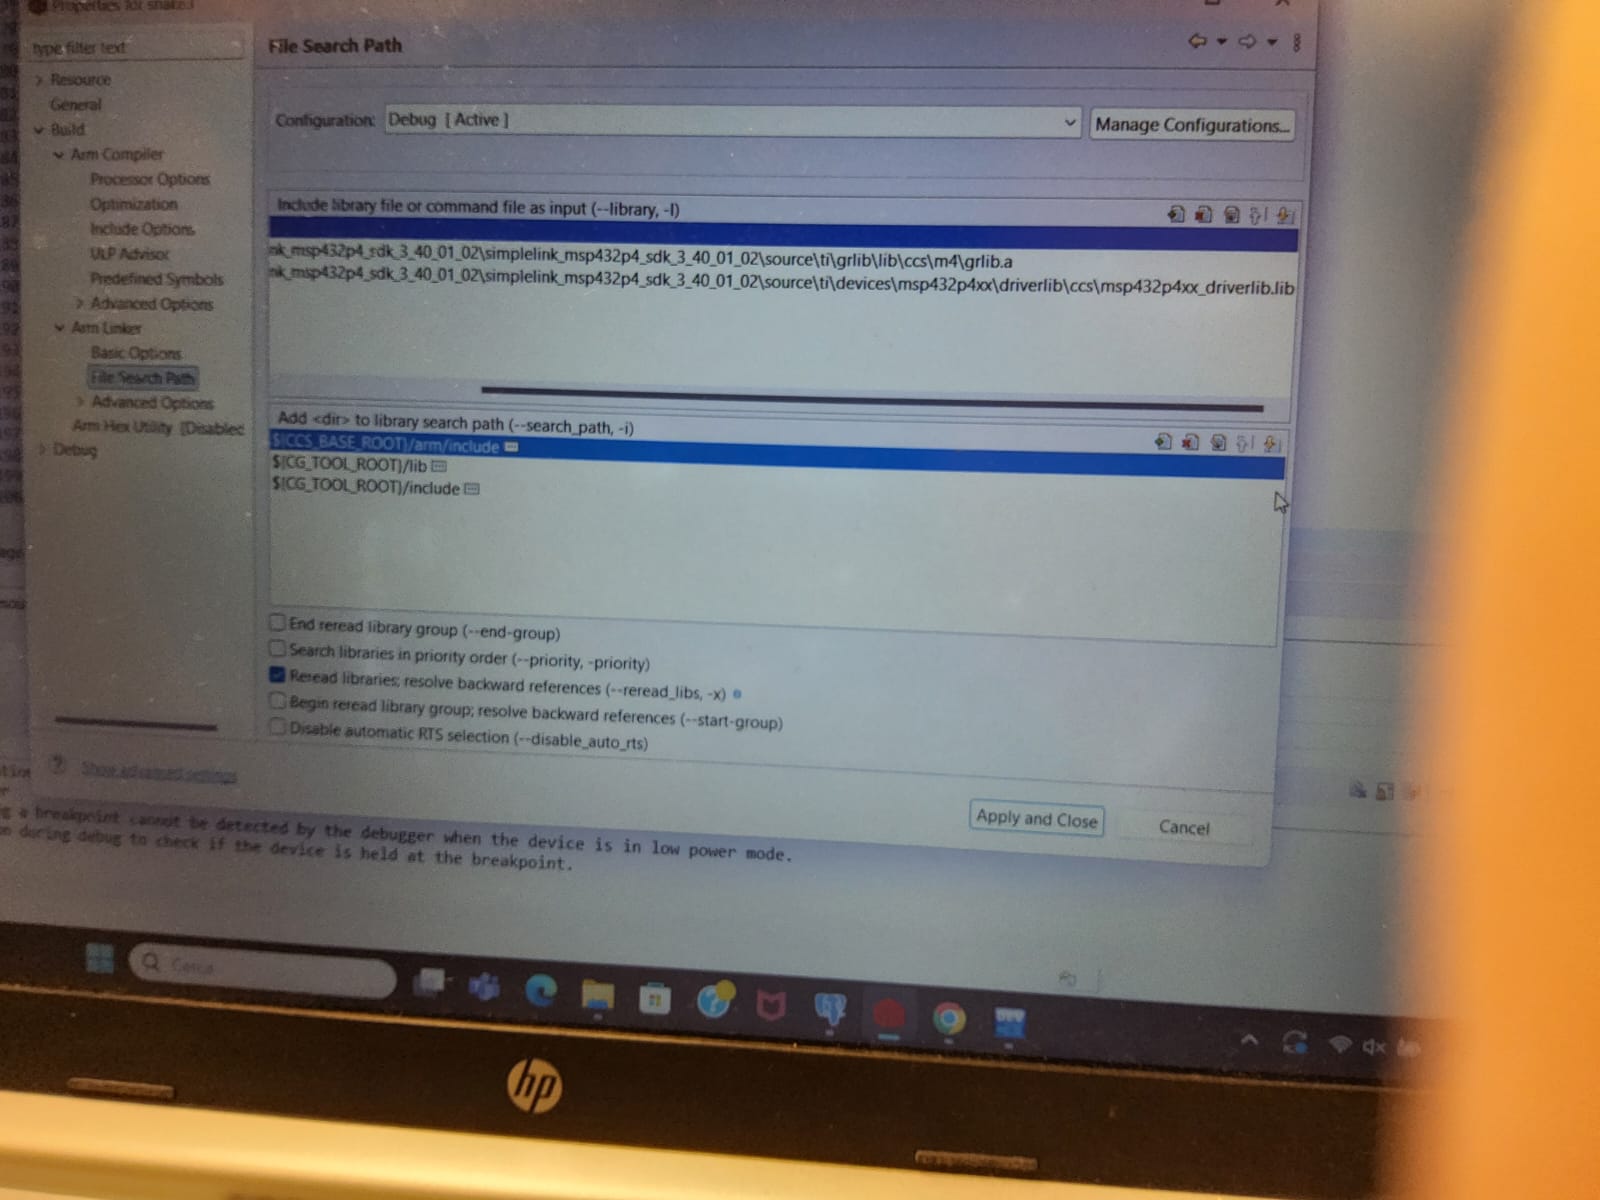 Properties for snake
type filter text
File Search Path
Resource
General
Build
Arm Compiler
Processor Options
Optimization
Include Options
ULP Advisor
Predefined Symbols
Advanced Options
Arm Linker
Basic Options
File Search Path
Advanced Options
Arm Hex Utility [Disabled
Debug
Configuration: Debug [ Active ]
Manage Configurations...
Include library file or command file as input (--library, -l)
nk_msp432p4_sdk_3_40_01_02\simplelink_msp432p4_sdk_3_40_01_02\source\ti\grlib\lib\ccs\m4\grlib.a
nk_msp432p4_sdk_3_40_01_02\simplelink_msp432p4_sdk_3_40_01_02\source\ti\devices\msp432p4xx\driverlib\ccs\msp432p4xx_driverlib.lib
Add <dir> to library search path (--search_path, -i)
${CCS_BASE_ROOT}/arm/include
${CG_TOOL_ROOT}/lib
${CG_TOOL_ROOT}/include
End reread library group (--end-group)
Search libraries in priority order (--priority, -priority)
Reread libraries; resolve backward references (--reread_libs, -x)
Begin reread library group; resolve backward references (--start-group)
Disable automatic RTS selection (--disable_auto_rts)
Show advanced settings
Apply and Close
Cancel
g a breakpoint cannot be detected by the debugger when the device is in low power mode.
n during debug to check if the device is held at the breakpoint.
Cerca
hp